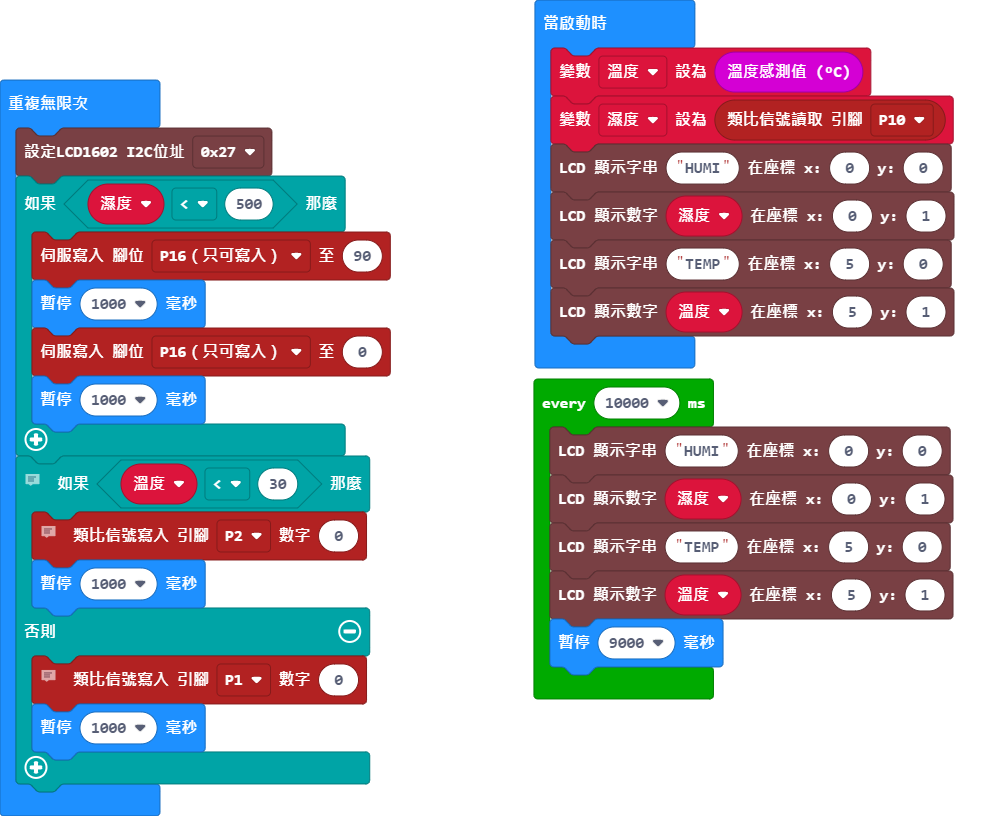 當啟動時
變數 溫度 設為 溫度感測值 (ºC)
變數 濕度 設為 類比信號讀取 引腳 P10
LCD 顯示字串 "HUMI" 在座標 x: 0 y: 0
LCD 顯示數字 濕度 在座標 x: 0 y: 1
LCD 顯示字串 "TEMP" 在座標 x: 5 y: 0
LCD 顯示數字 溫度 在座標 x: 5 y: 1
重複無限次
設定LCD1602 I2C位址 0x27
如果 濕度 < 500 那麼
伺服寫入 腳位 P16（只可寫入） 至 90
暫停 1000 毫秒
伺服寫入 腳位 P16（只可寫入） 至 0
暫停 1000 毫秒
如果 溫度 < 30 那麼
類比信號寫入 引腳 P2 數字 0
暫停 1000 毫秒
否則
類比信號寫入 引腳 P1 數字 0
暫停 1000 毫秒
every 10000 ms
LCD 顯示字串 "HUMI" 在座標 x: 0 y: 0
LCD 顯示數字 濕度 在座標 x: 0 y: 1
LCD 顯示字串 "TEMP" 在座標 x: 5 y: 0
LCD 顯示數字 溫度 在座標 x: 5 y: 1
暫停 9000 毫秒